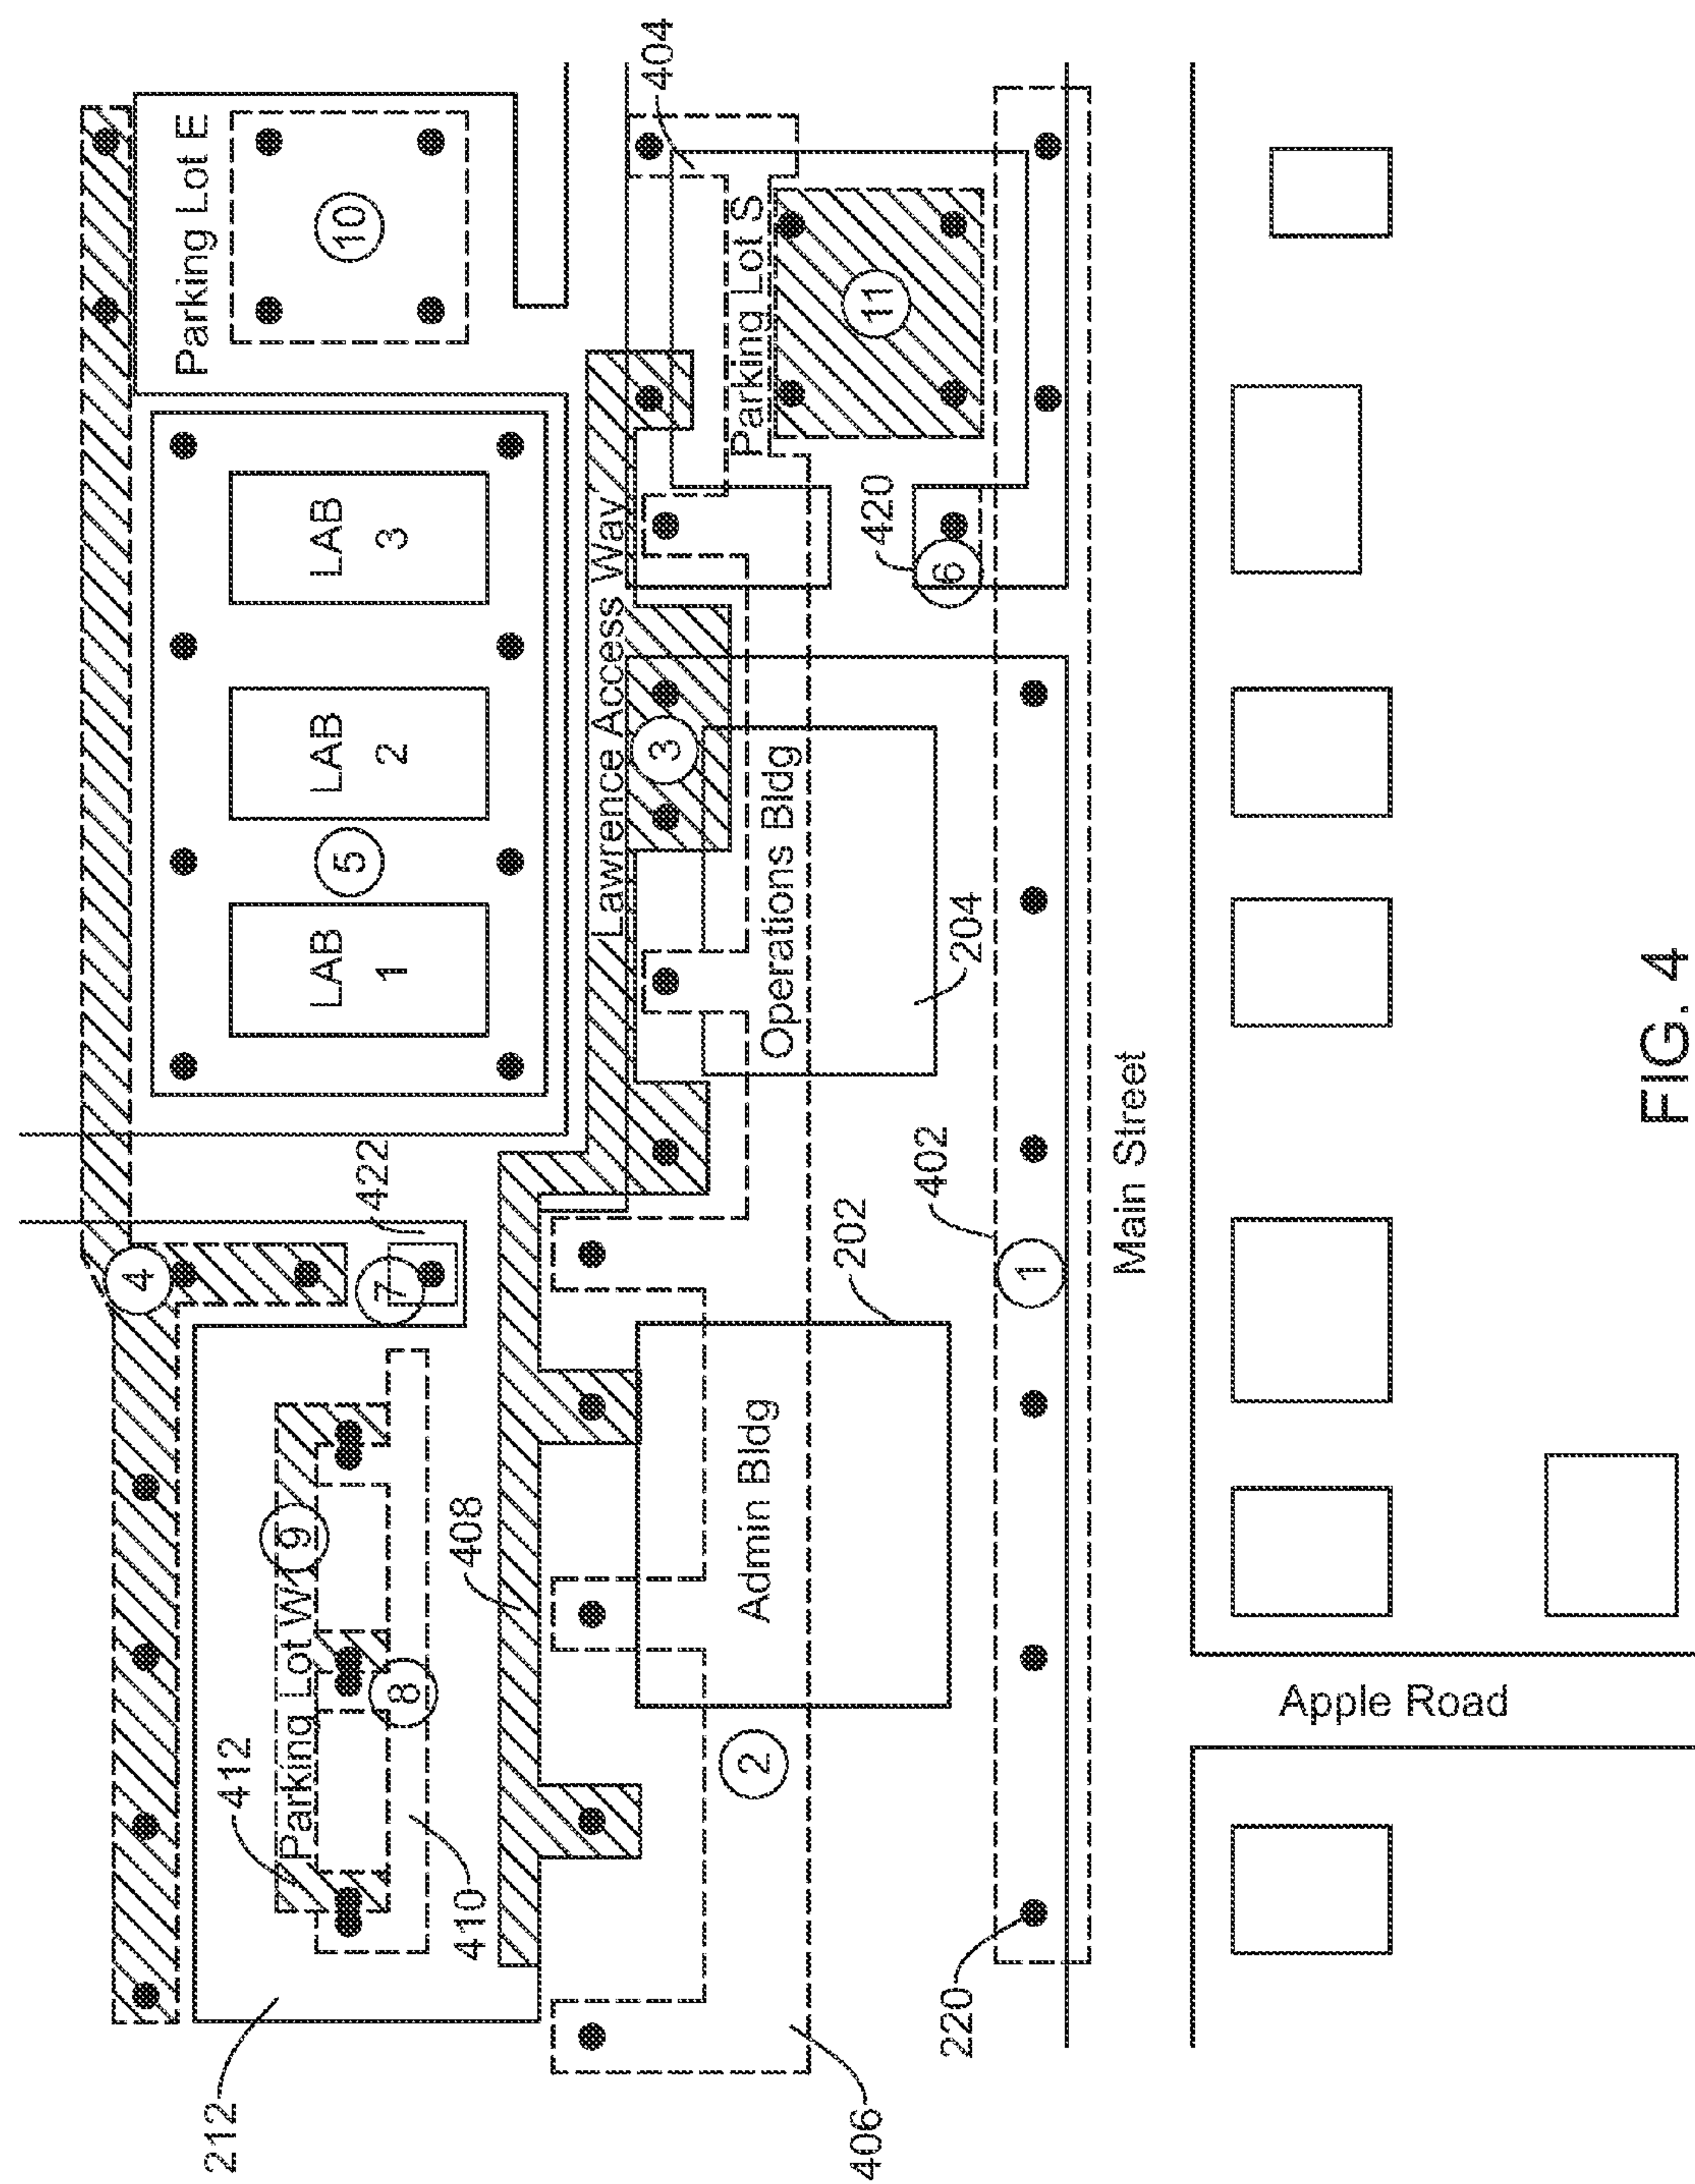 212
412
Parking Lot W
9
8
410
4
7
422
LAB
1
5
LAB
2
LAB
3
Parking Lot E
10
408
Lawrence Access Way
3
404
406
2
Admin Bldg
202
Operations Bldg
204
Parking Lot S
11
420
6
220
402
1
Main Street
Apple Road
FIG. 4